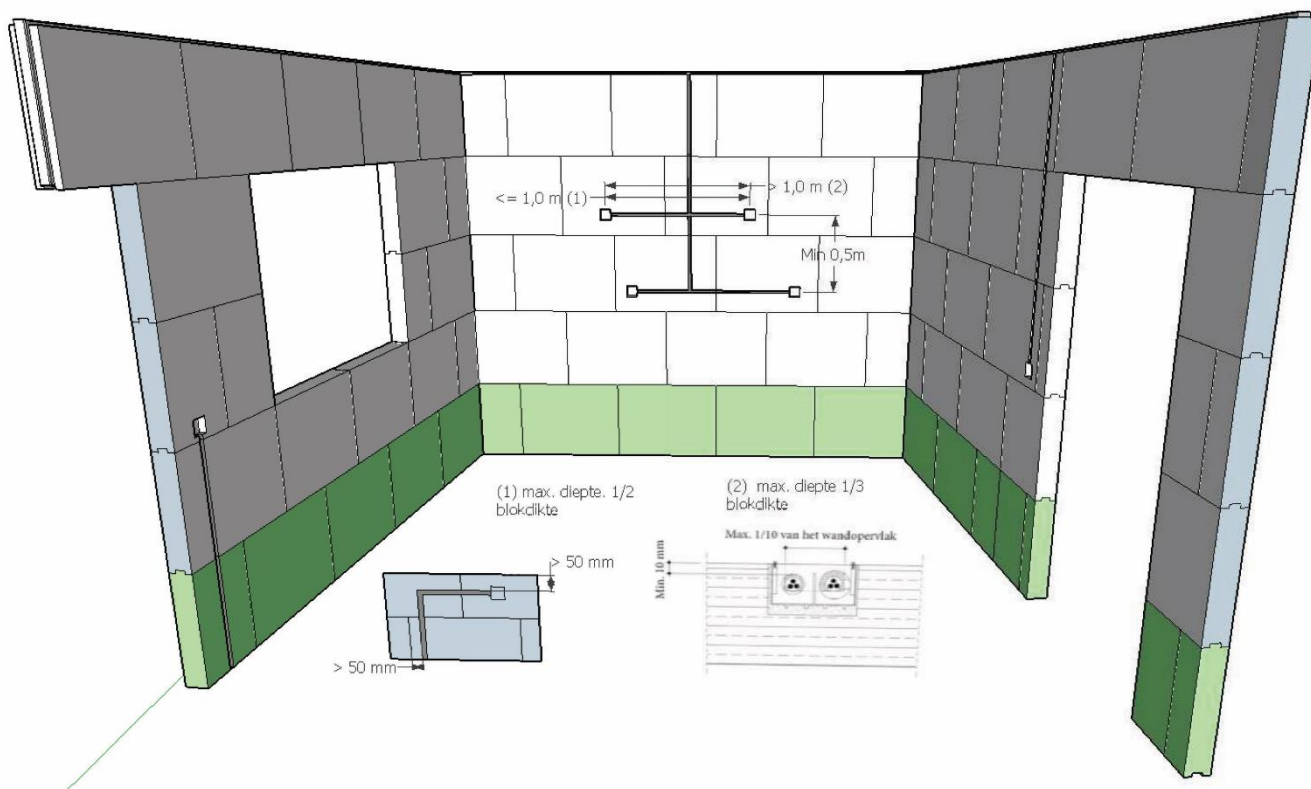 <= 1,0 m (1)
> 1,0 m (2)
Min 0,5m
(1) max. diepte. 1/2
blokdikte
(2) max. diepte 1/3
blokdikte
> 50 mm
> 50 mm
Max. 1/10 van het wandopervlak
Min. 10 mm